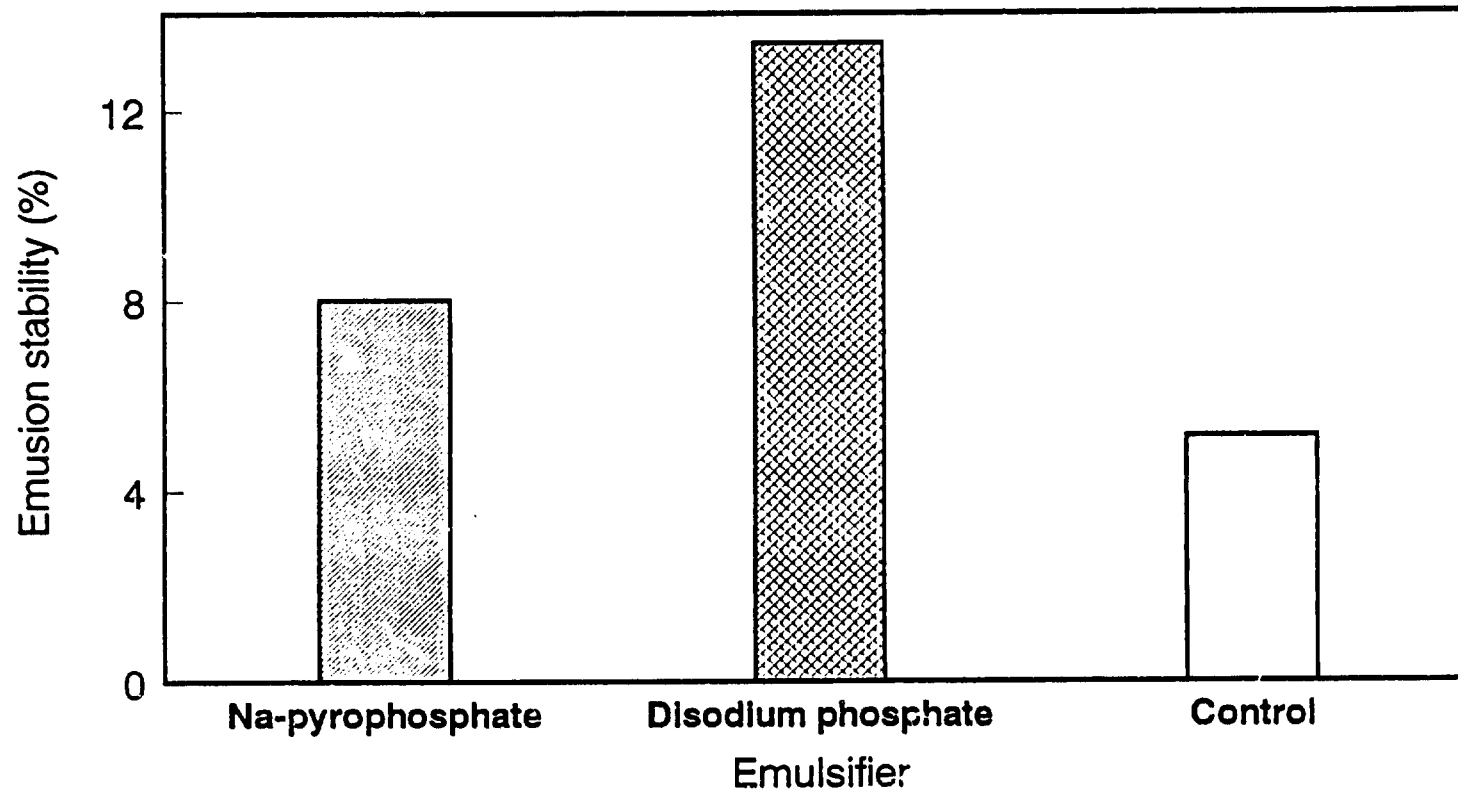 Emusion stability (%)
12
8
4
0
Na-pyrophosphate
Disodium phosphate
Control
Emulsifier